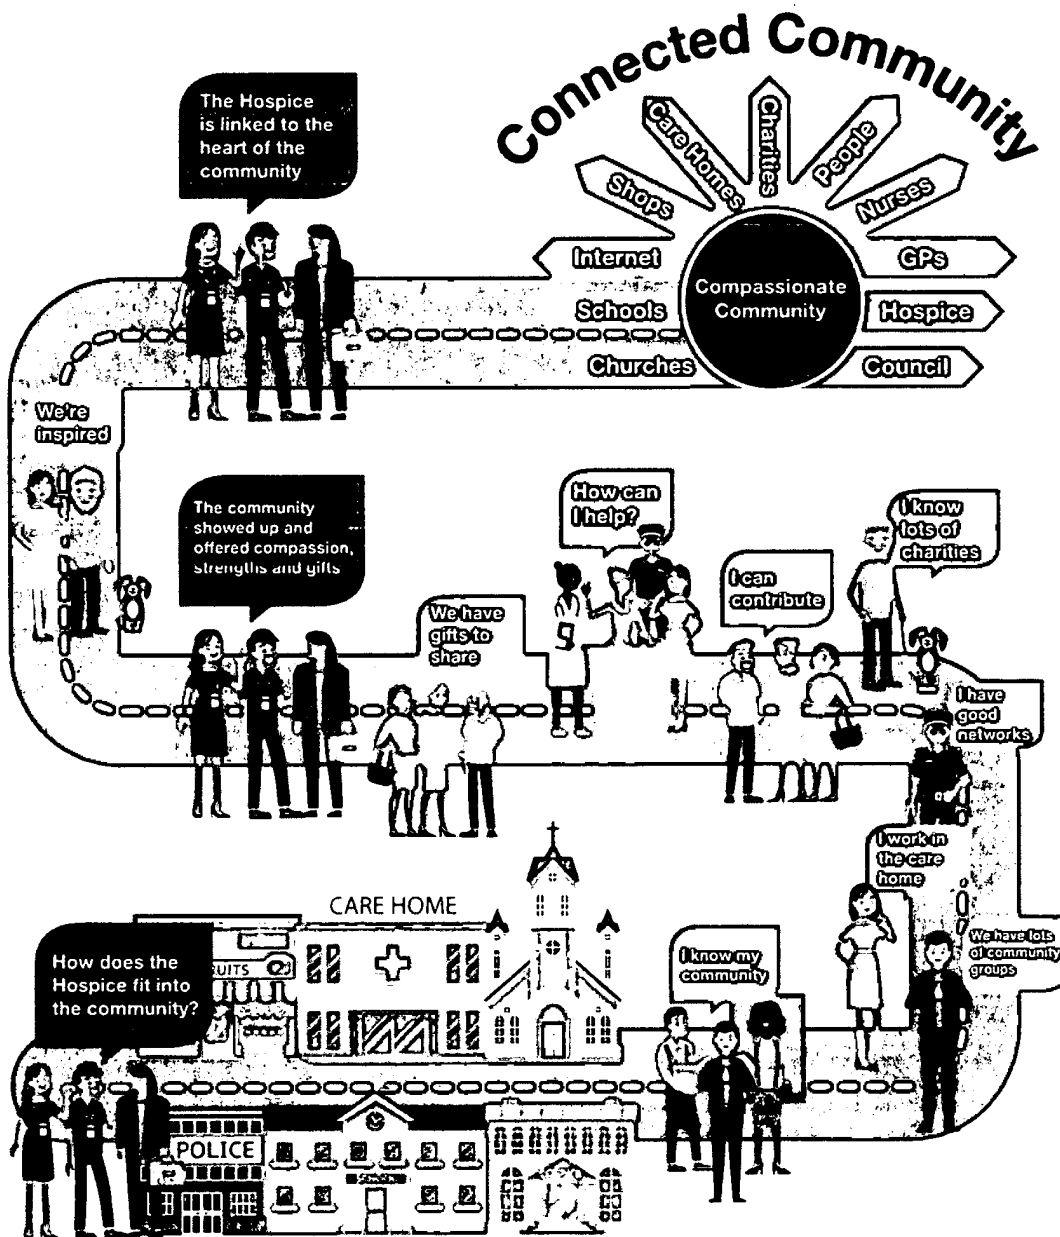 Connected Community
The Hospice
is linked to the
heart of the
community
Care Homes
Charities
People
Shops
Nurses
Internet
GPs
Compassionate
Community
Schools
Hospice
Churches
Council
We're
inspired
The community
showed up and
offered compassion,
strengths and gifts
How can
I help?
I know
lots of
charities
I can
contribute
We have
gifts to
share
I have
good
networks
I work in
the care
home
CARE HOME
We have lots
of community
groups
I know my
community
How does the
Hospice fit into
the community?
POLICE